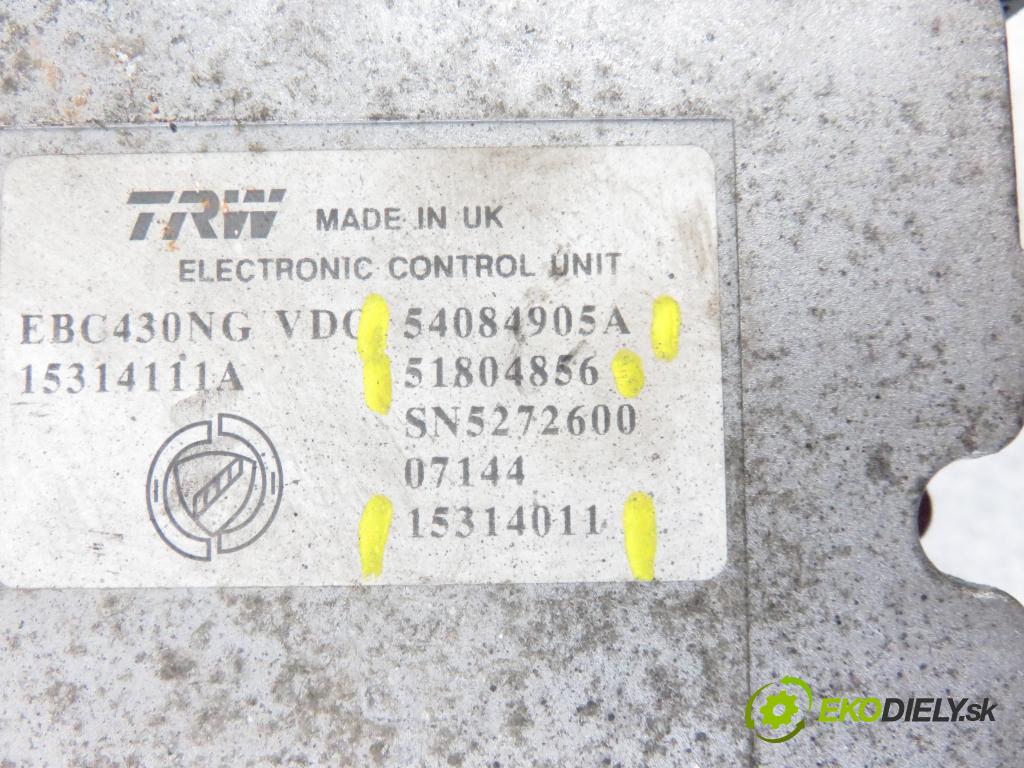 TRW MADE IN UK
ELECTRONIC CONTROL UNIT
EBC430NG VDC 54084905A
15314111A 51804856
SN5272600
07144
15314011
EKODIELY.sk